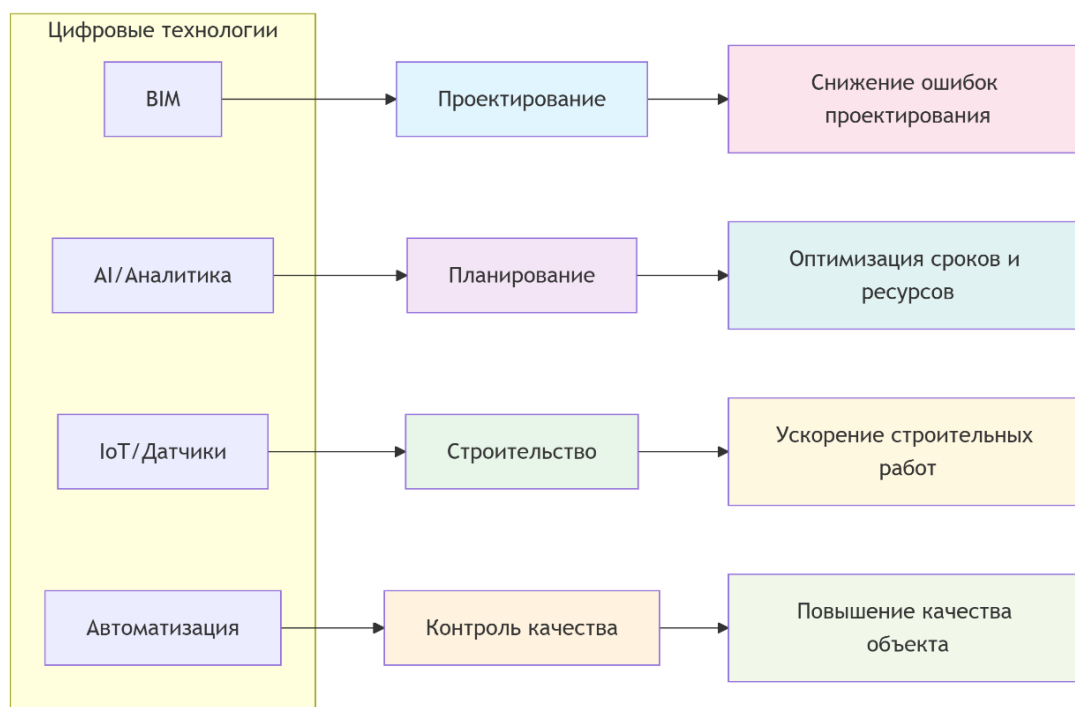 Цифровые технологии
BIM
Проектирование
Снижение ошибок
проектирования
AI/Аналитика
Планирование
Оптимизация сроков и
ресурсов
IoT/Датчики
Строительство
Ускорение строительных
работ
Автоматизация
Контроль качества
Повышение качества
объекта